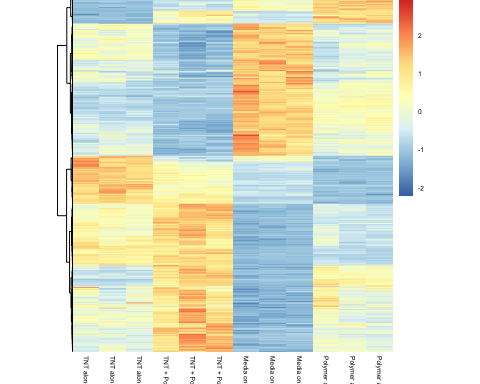 2
1
0
-1
-2
TNT alon
TNT alon
TNT alon
TNT + Po
TNT + Po
TNT + Po
Media on
Media on
Media on
Polymer a
Polymer a
Polymer a